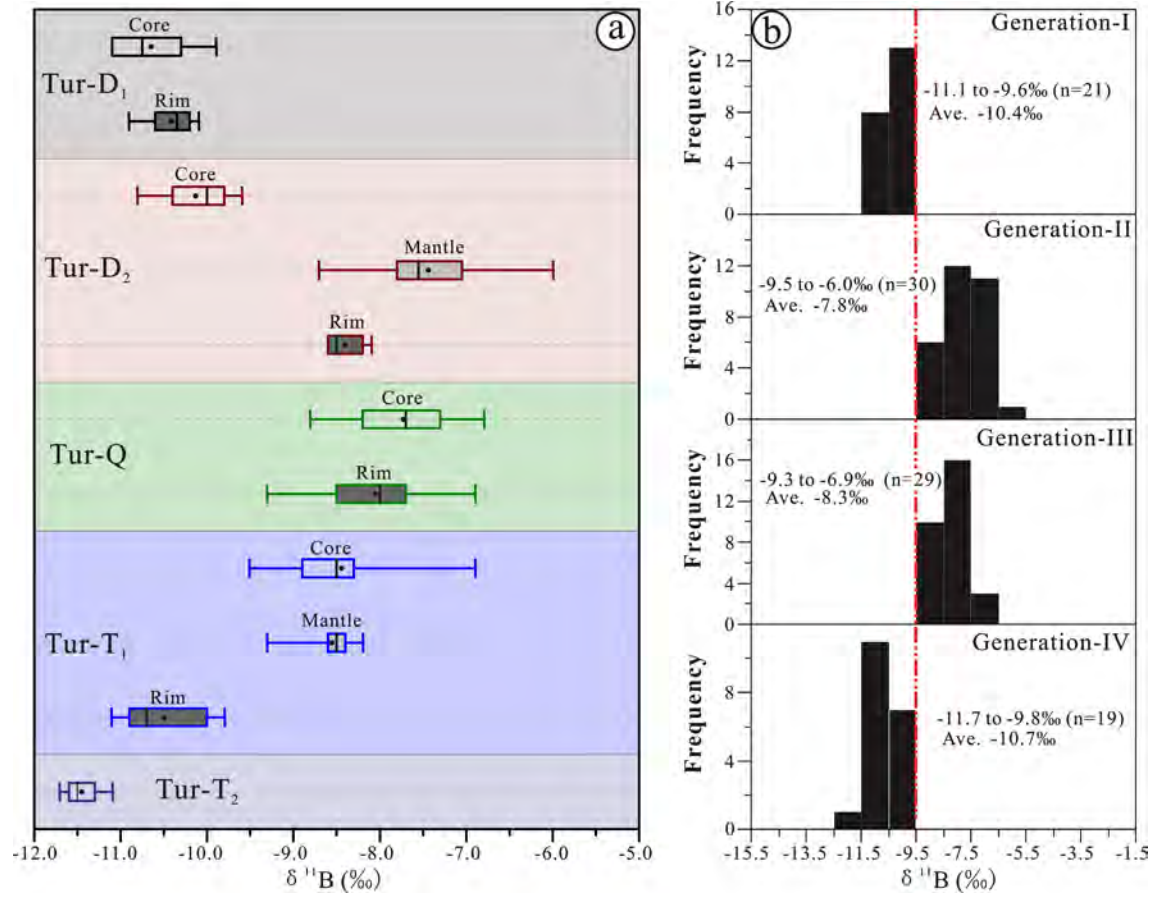 a
Core
Tur-D₁
Rim
Core
Mantle
Tur-D₂
Rim
Core
Tur-Q
Rim
Core
Mantle
Tur-T₁
Rim
Tur-T₂
-12.0 -11.0 -10.0 -9.0 -8.0 -7.0 -6.0 -5.0
δ ¹¹B (‰)
b
Generation-I
16
12
8
4
0
Frequency
-11.1 to -9.6‰ (n=21)
Ave. -10.4‰
Generation-II
12
8
4
0
Frequency
-9.5 to -6.0‰ (n=30)
Ave. -7.8‰
Generation-III
16
12
8
4
0
Frequency
-9.3 to -6.9‰ (n=29)
Ave. -8.3‰
Generation-IV
8
4
0
Frequency
-11.7 to -9.8‰ (n=19)
Ave. -10.7‰
-15.5 -13.5 -11.5 -9.5 -7.5 -5.5 -3.5 -1.5
δ ¹¹B (‰)